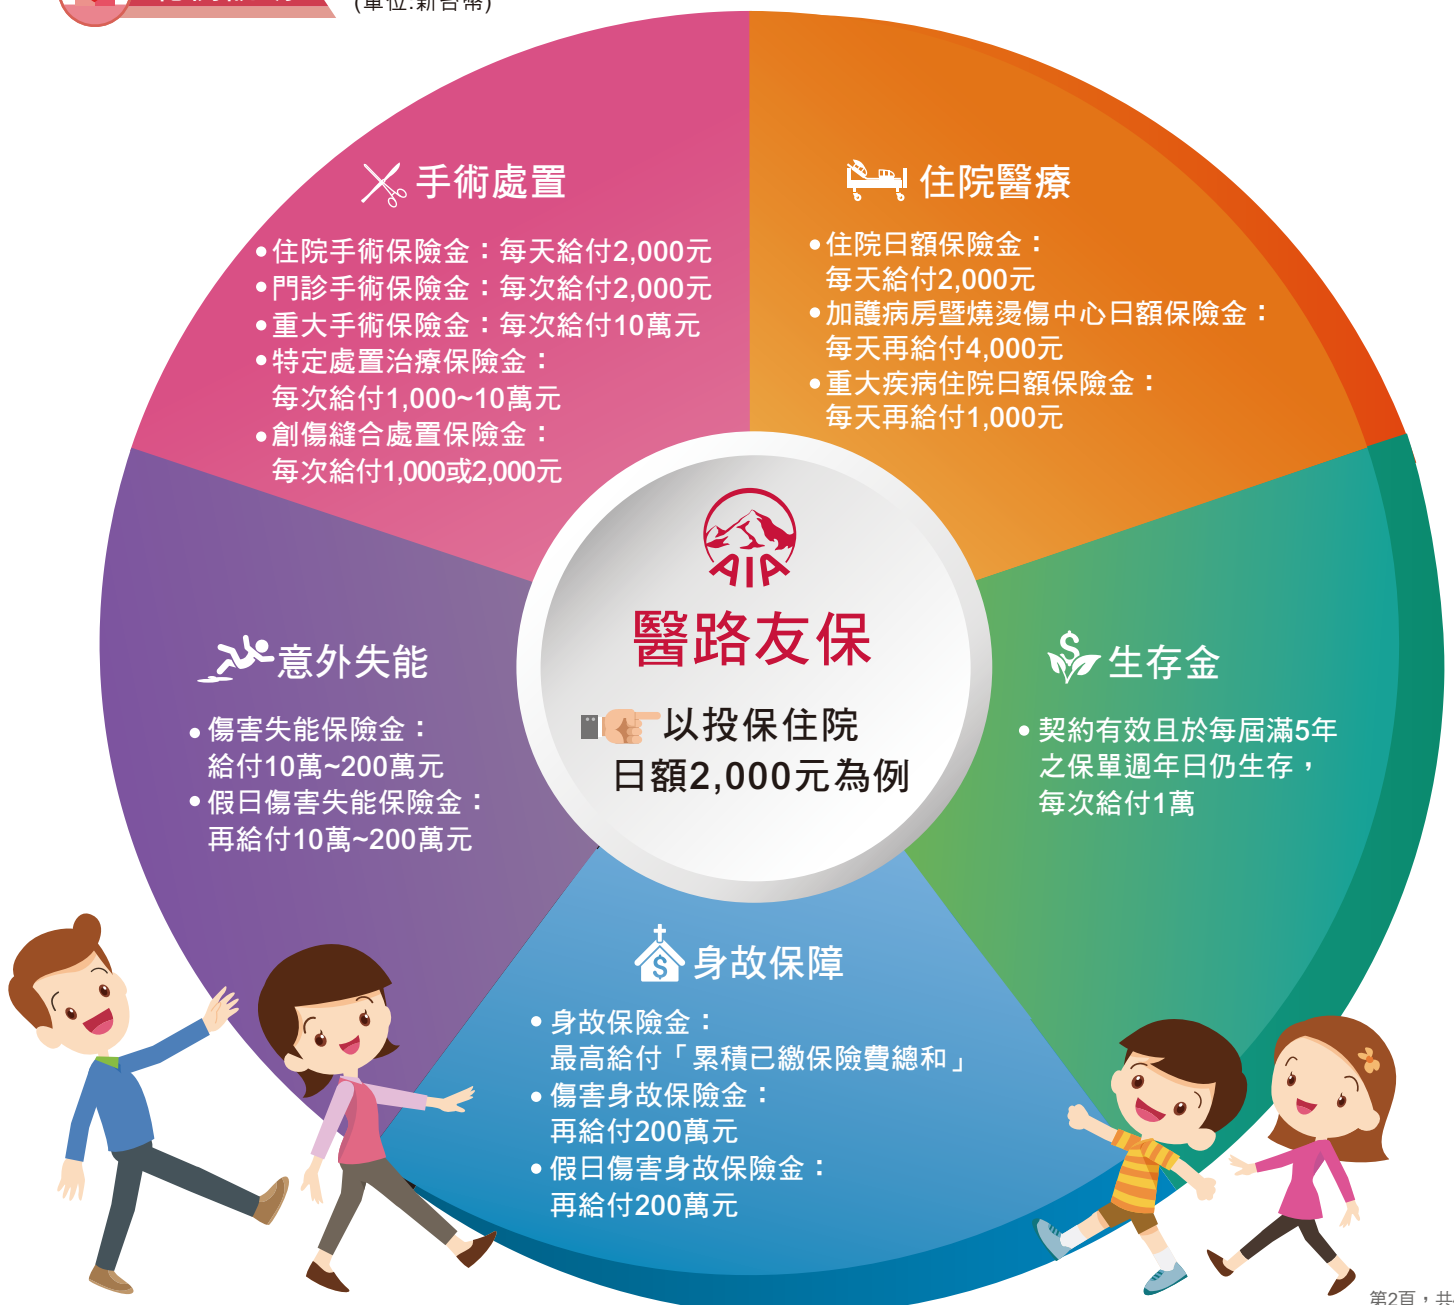 (單位:新台幣)
手術處置
•住院手術保險金：每天給付2,000元
•門診手術保險金：每次給付2,000元
•重大手術保險金：每次給付10萬元
•特定處置治療保險金：
每次給付1,000~10萬元
•創傷縫合處置保險金：
每次給付1,000或2,000元
住院醫療
•住院日額保險金：
每天給付2,000元
•加護病房暨燒燙傷中心日額保險金：
每天再給付4,000元
•重大疾病住院日額保險金：
每天再給付1,000元
AIA
醫路友保
以投保住院
日額2,000元為例
意外失能
•傷害失能保險金：
給付10萬~200萬元
•假日傷害失能保險金：
再給付10萬~200萬元
生存金
•契約有效且於每屆滿5年
之保單週年日仍生存，
每次給付1萬
身故保障
•身故保險金：
最高給付「累積已繳保險費總和」
•傷害身故保險金：
再給付200萬元
•假日傷害身故保險金：
再給付200萬元
第2頁，共